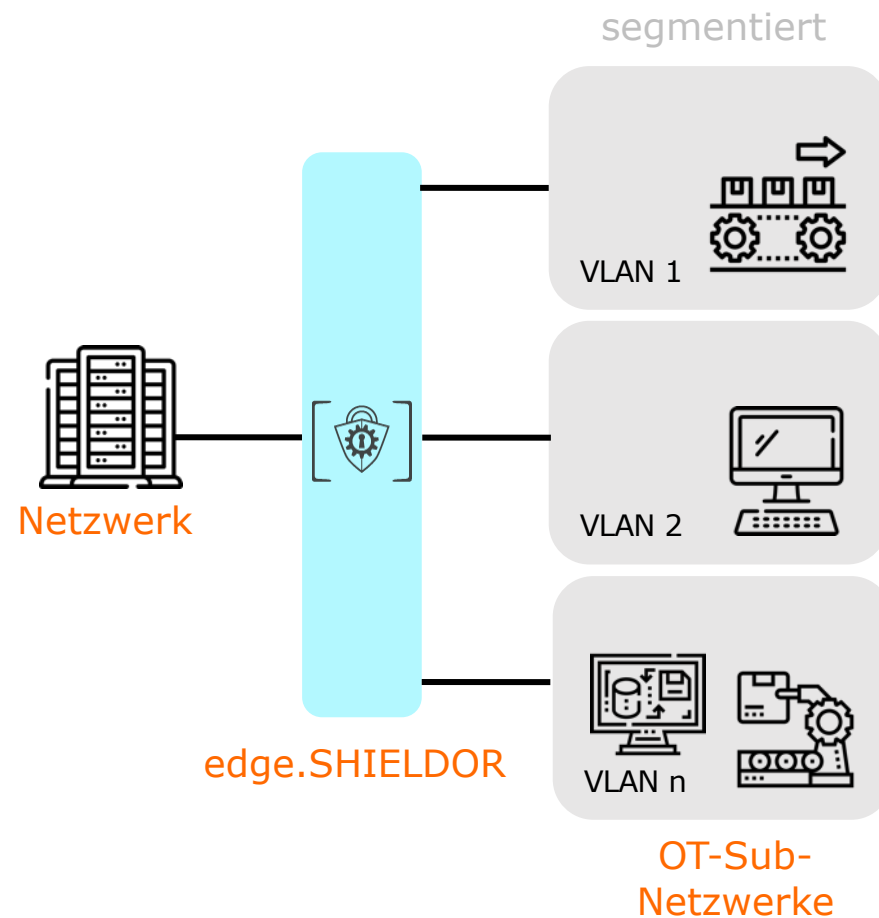 segmentiert
VLAN 1
Netzwerk
VLAN 2
edge.SHIELDOR
VLAN n
OT-Sub-
Netzwerke